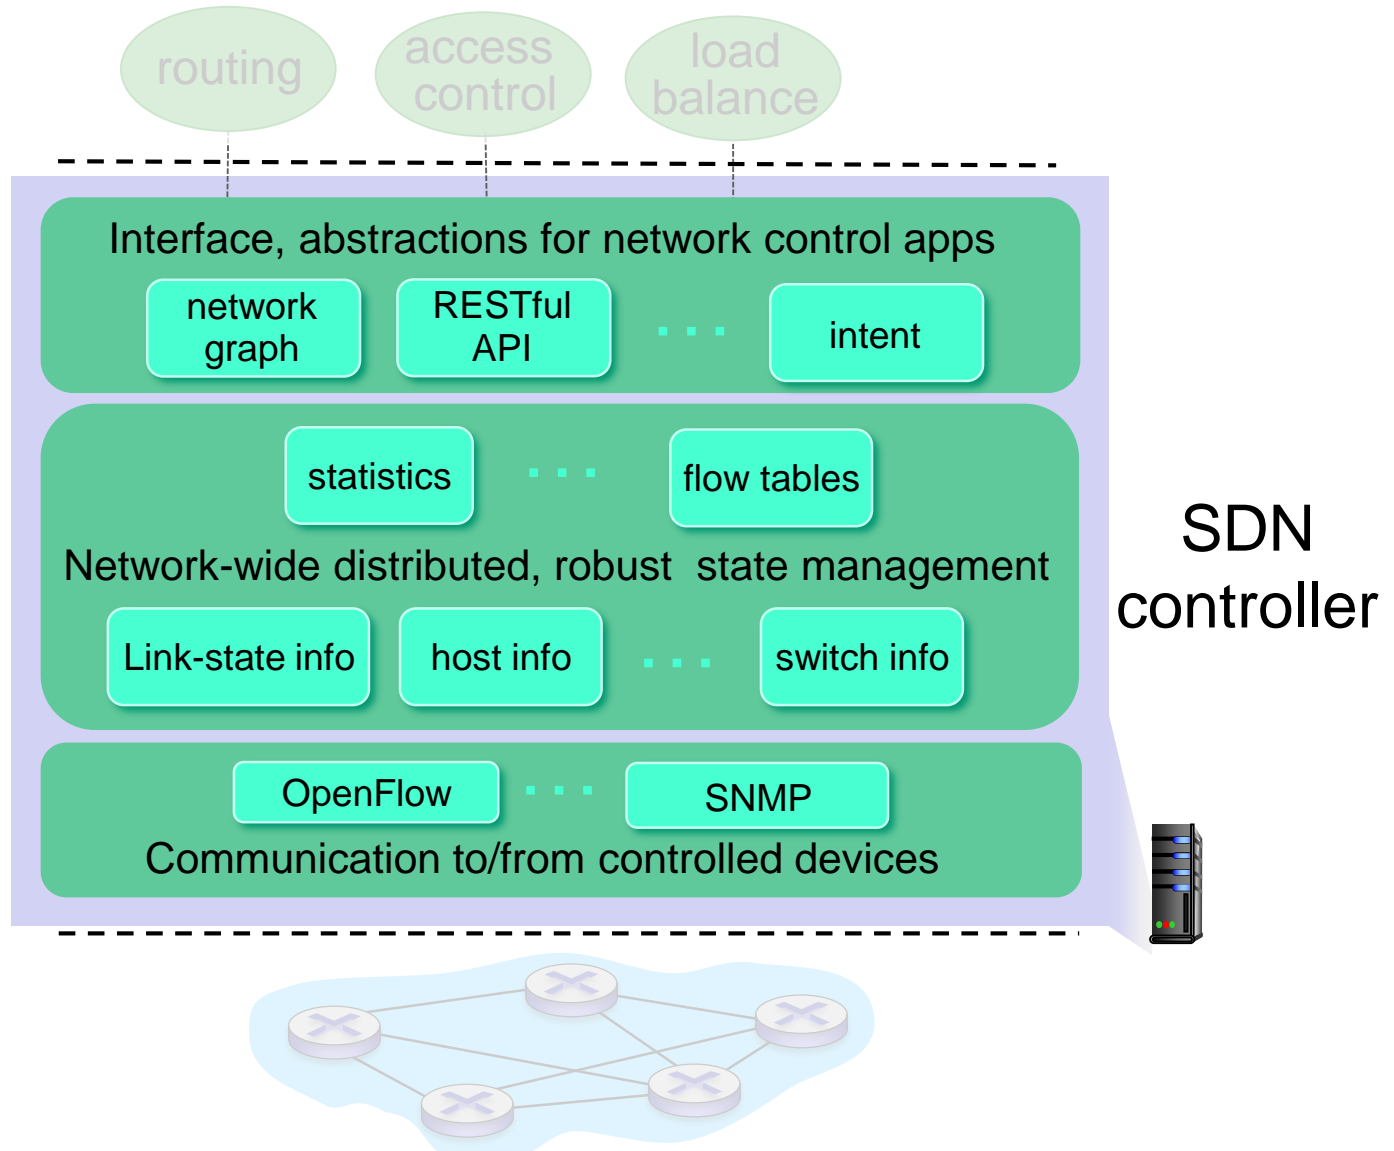 routing
access
control
load
balance
Interface, abstractions for network control apps
network
graph
RESTful
API
. . .
intent
statistics
. . .
flow tables
Network-wide distributed, robust  state management
Link-state info
host info
. . .
switch info
OpenFlow
. . .
SNMP
Communication to/from controlled devices
SDN
controller